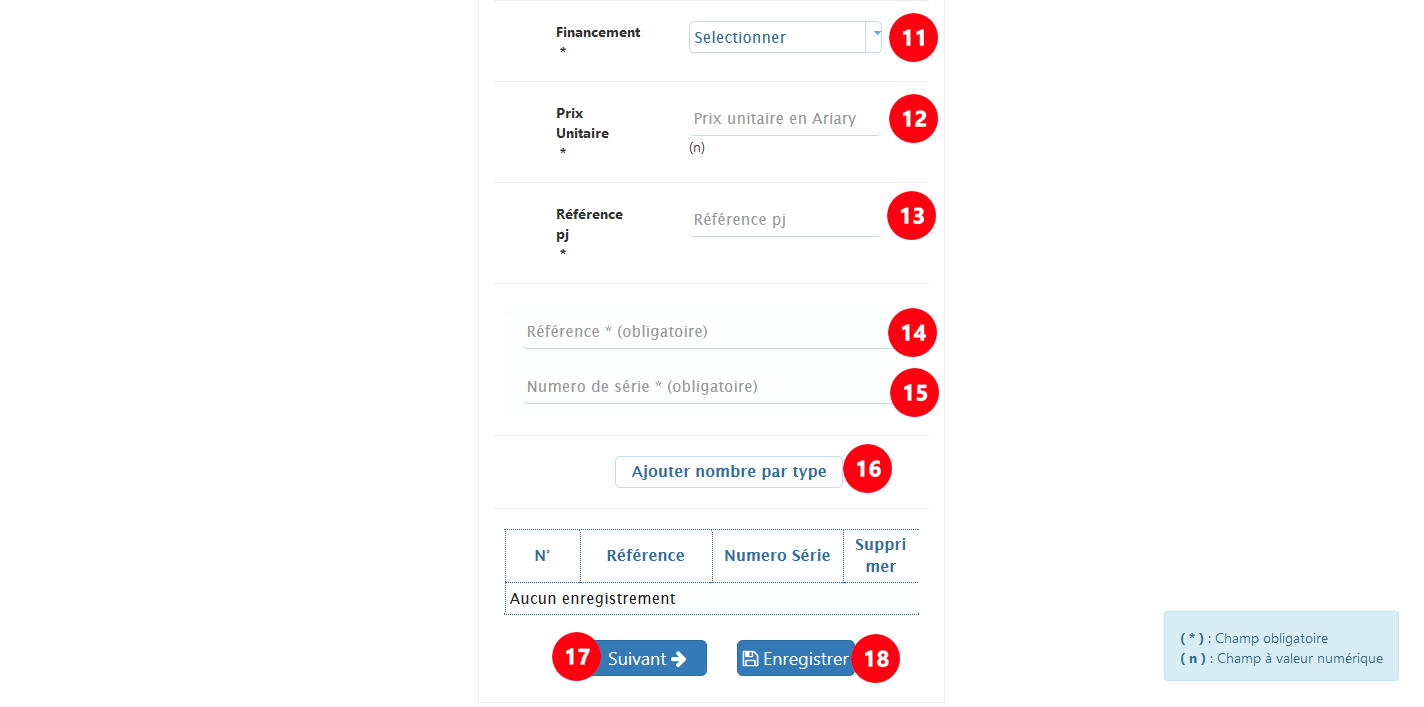 Financement
*
Selectionner
11
Prix
Unitaire
*
Prix unitaire en Ariary
(n)
12
Référence
pj
*
Référence pj
13
Référence * (obligatoire)
14
Numero de série * (obligatoire)
15
Ajouter nombre par type
16
N° Référence Numero Série Suppri
mer
Aucun enregistrement
17 Suivant Enregistrer 18
( * ) : Champ obligatoire
( n ) : Champ à valeur numérique